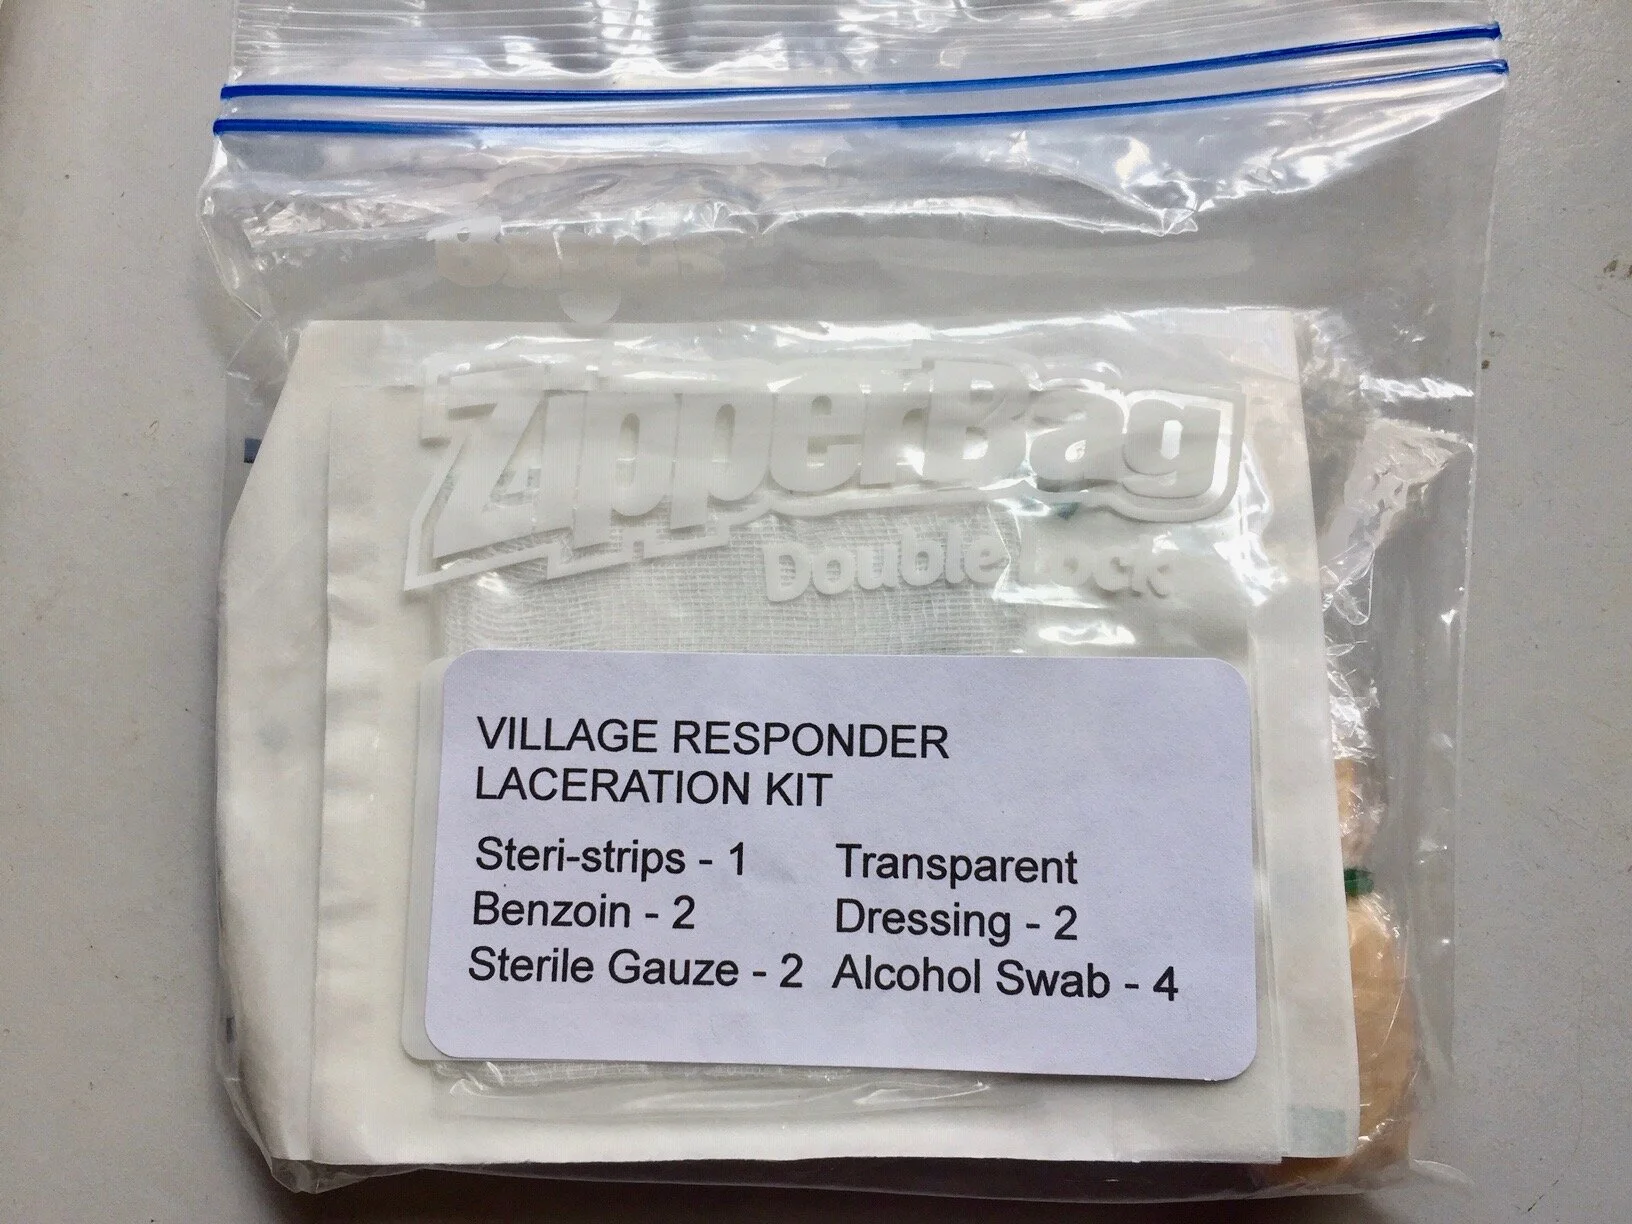 ZipperBag
Double Lock
VILLAGE RESPONDER
LACERATION KIT
Steri-strips - 1
Benzoin - 2
Sterile Gauze - 2
Transparent
Dressing - 2
Alcohol Swab - 4